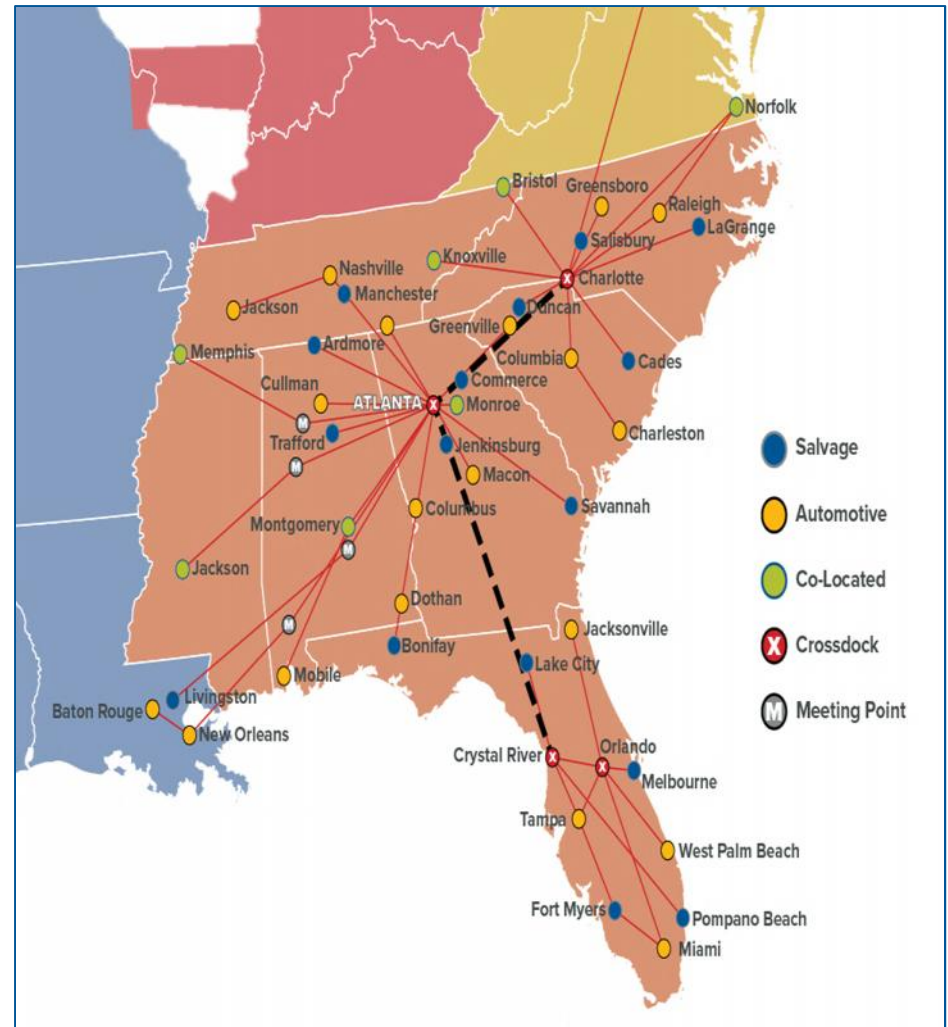 Norfolk
Bristol
Greensboro
Raleigh
LaGrange
Salisbury
Knoxville
Charlotte
Nashville
Manchester
Jackson
Duncan
Greenville
Ardmore
Memphis
Columbia
Cades
Commerce
Cullman
ATLANTA
X
Monroe
M
Trafford
Charleston
Jenkinsburg
M
Macon
Savannah
Columbus
Montgomery
M
Jackson
Dothan
M
Jacksonville
Bonifay
Lake City
Mobile
Livingston
Baton Rouge
New Orleans
Crystal River
X
Orlando
X
Melbourne
Tampa
West Palm Beach
Fort Myers
Pompano Beach
Miami
X
Salvage
Automotive
Co-Located
X Crossdock
M Meeting Point